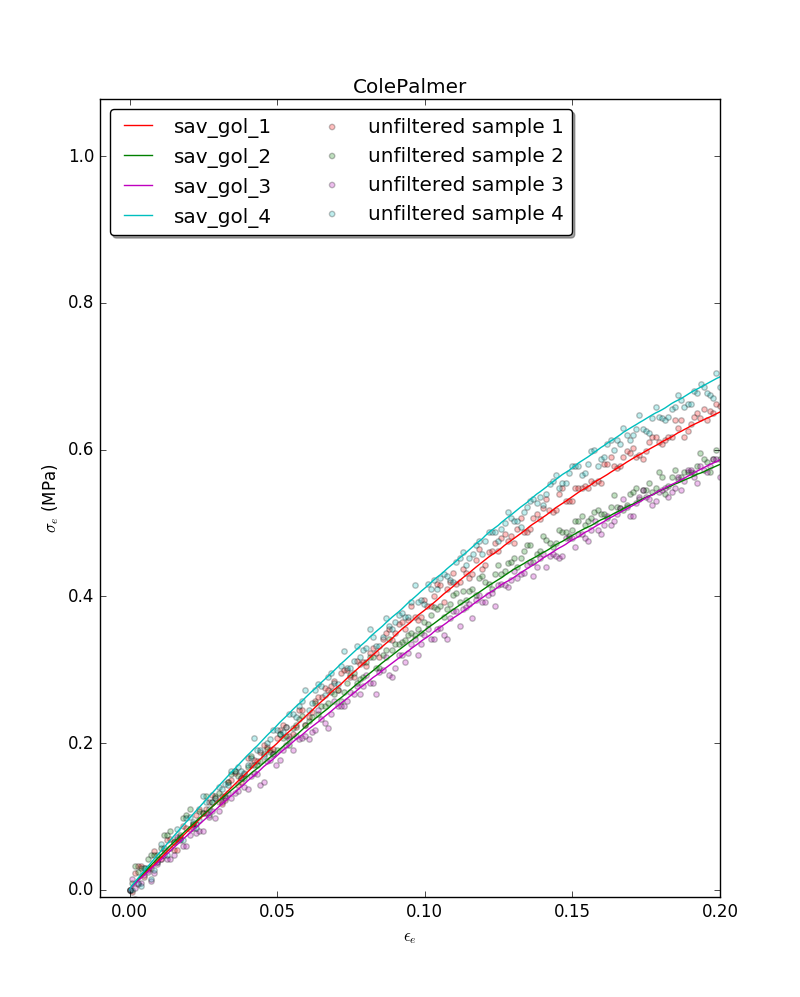 ColePalmer
sav_gol_1
sav_gol_2
sav_gol_3
sav_gol_4
unfiltered sample 1
unfiltered sample 2
unfiltered sample 3
unfiltered sample 4
1.0
0.8
0.6
0.4
0.2
0.0
σₑ (MPa)
0.00 0.05 0.10 0.15 0.20
ϵₑ